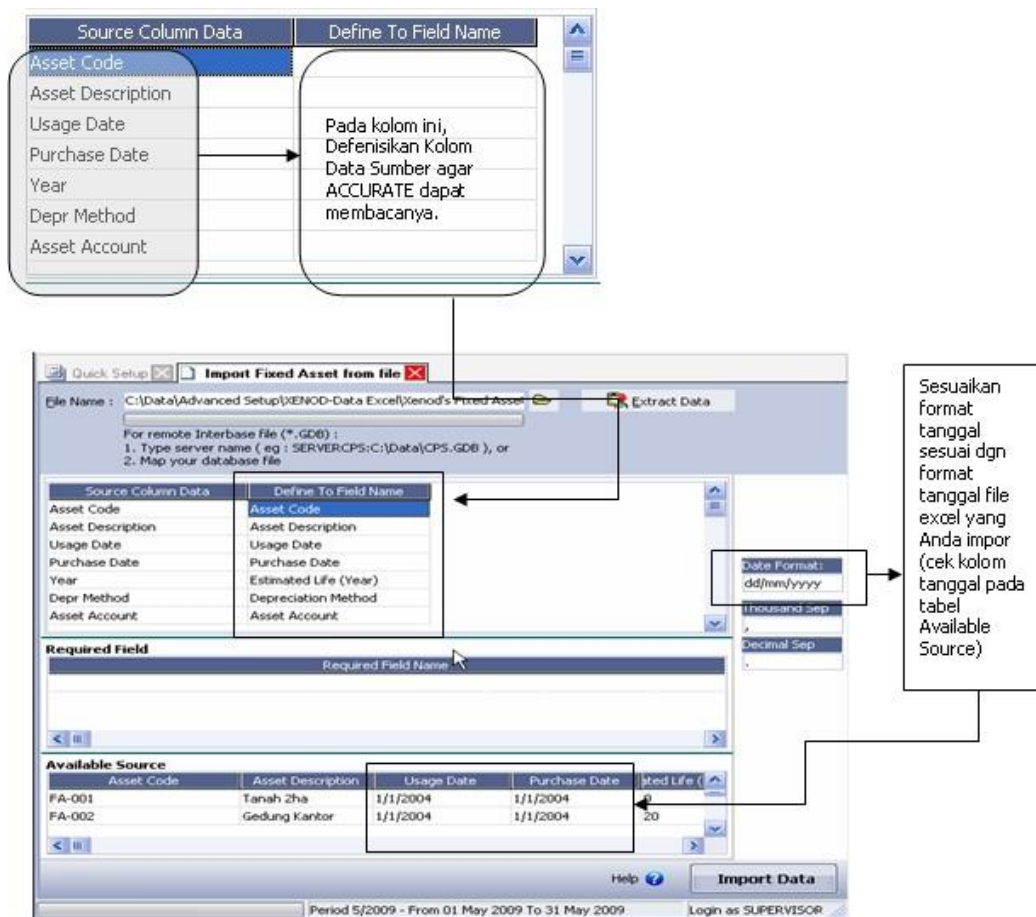 Source Column Data Define To Field Name
Asset Code
Asset Description
Usage Date
Purchase Date
Year
Depr Method
Asset Account
Pada kolom ini,
Defenisikan Kolom
Data Sumber agar
ACCURATE dapat
membacanya.
Quick Setup Import Fixed Asset from file
File Name : C:\Data\Advanced Setup\XENOD-Data Excel\Xenod's Fixed Asset Extract Data
For remote Interbase file (*.GDB) :
1. Type server name ( eg : SERVERCPS:C:\Data\CPS.GDB ), or
2. Map your database file
Source Column Data Define To Field Name
Asset Code Asset Code
Asset Description Asset Description
Usage Date Usage Date
Purchase Date Purchase Date
Year Estimated Life (Year)
Depr Method Depreciation Method
Asset Account Asset Account
Date Format:
dd/mm/yyyy
Thousand Sep
,
Decimal Sep
.
Sesuaikan
format
tanggal
sesuai dgn
format
tanggal file
excel yang
Anda impor
(cek kolom
tanggal pada
tabel
Available
Source)
Required Field
Required Field Name
Available Source
Asset Code Asset Description Usage Date Purchase Date ated Life (
FA-001 Tanah 2ha 1/1/2004 1/1/2004 0
FA-002 Gedung Kantor 1/1/2004 1/1/2004 20
Help Import Data
Period 5/2009 - From 01 May 2009 To 31 May 2009 Login as SUPERVISOR